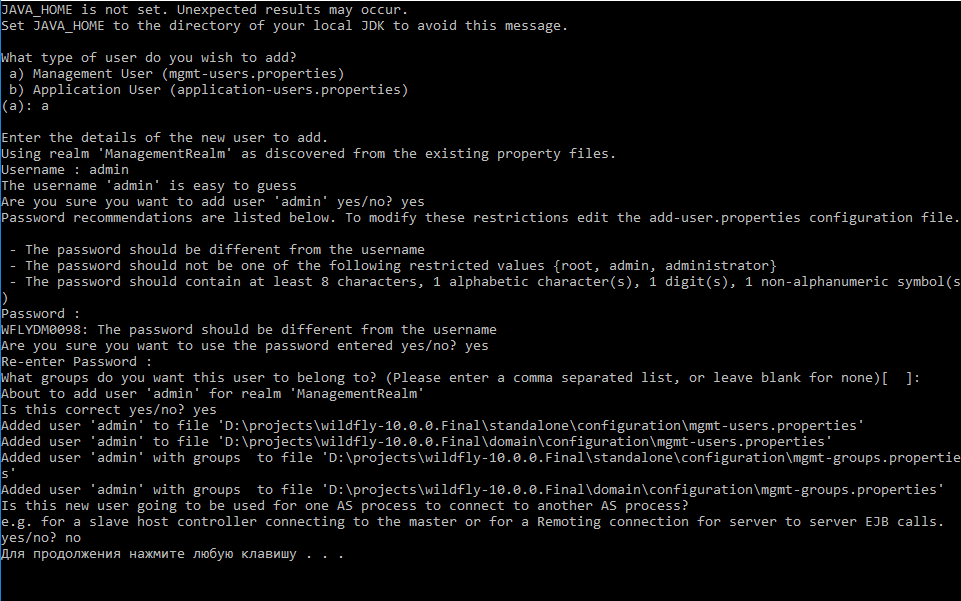 JAVA_HOME is not set. Unexpected results may occur.
Set JAVA_HOME to the directory of your local JDK to avoid this message.
What type of user do you wish to add?
 a) Management User (mgmt-users.properties)
 b) Application User (application-users.properties)
(a): a
Enter the details of the new user to add.
Using realm 'ManagementRealm' as discovered from the existing property files.
Username : admin
The username 'admin' is easy to guess
Are you sure you want to add user 'admin' yes/no? yes
Password recommendations are listed below. To modify these restrictions edit the add-user.properties configuration file.
 - The password should be different from the username
 - The password should not be one of the following restricted values {root, admin, administrator}
 - The password should contain at least 8 characters, 1 alphabetic character(s), 1 digit(s), 1 non-alphanumeric symbol(s
)
Password :
WFLYDM0098: The password should be different from the username
Are you sure you want to use the password entered yes/no? yes
Re-enter Password :
What groups do you want this user to belong to? (Please enter a comma separated list, or leave blank for none)[  ]:
About to add user 'admin' for realm 'ManagementRealm'
Is this correct yes/no? yes
Added user 'admin' to file 'D:\projects\wildfly-10.0.0.Final\standalone\configuration\mgmt-users.properties'
Added user 'admin' to file 'D:\projects\wildfly-10.0.0.Final\domain\configuration\mgmt-users.properties'
Added user 'admin' with groups  to file 'D:\projects\wildfly-10.0.0.Final\standalone\configuration\mgmt-groups.propertie
s'
Added user 'admin' with groups  to file 'D:\projects\wildfly-10.0.0.Final\domain\configuration\mgmt-groups.properties'
Is this new user going to be used for one AS process to connect to another AS process?
e.g. for a slave host controller connecting to the master or for a Remoting connection for server to server EJB calls.
yes/no? no
Для продолжения нажмите любую клавишу . . .